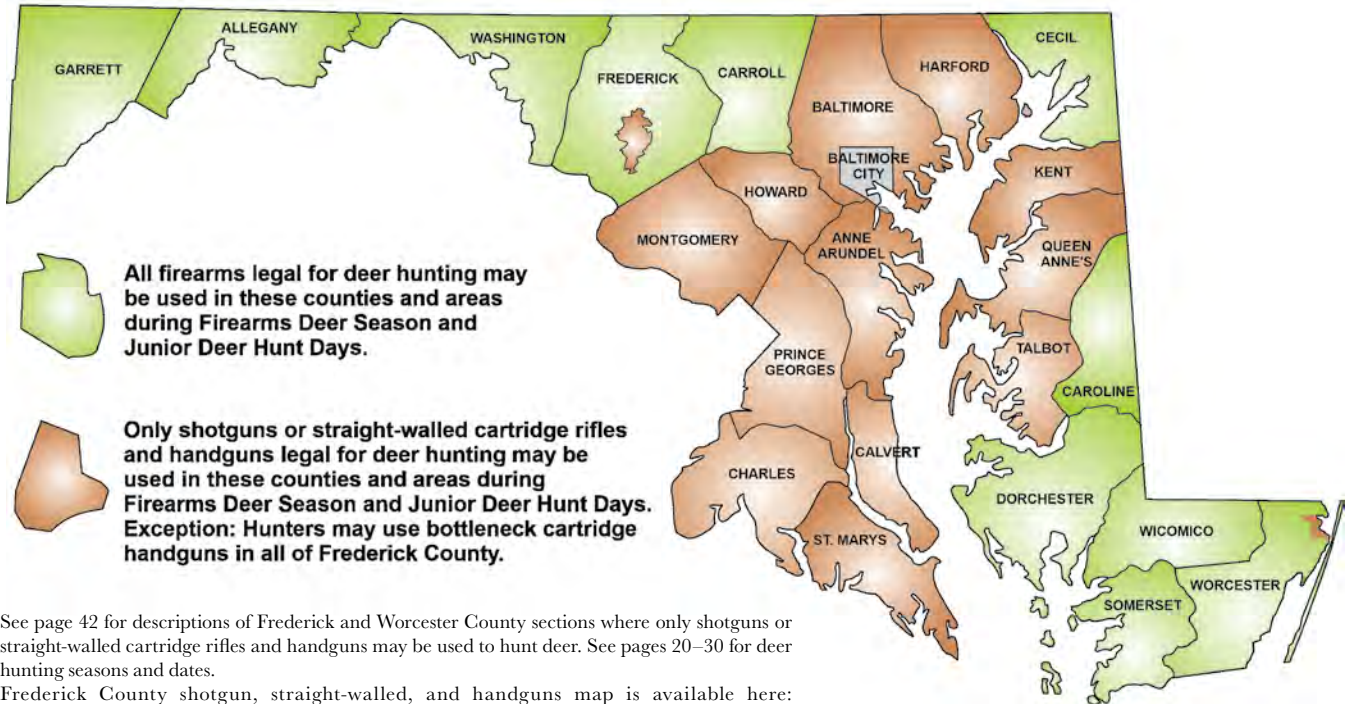 GARRETT
ALLEGANY
WASHINGTON
FREDERICK
CARROLL
BALTIMORE
HARFORD
CECIL
BALTIMORE
CITY
HOWARD
MONTGOMERY
ANNE
ARUNDEL
KENT
QUEEN
ANNE'S
TALBOT
CAROLINE
PRINCE
GEORGES
CALVERT
CHARLES
ST. MARYS
DORCHESTER
WICOMICO
WORCESTER
SOMERSET
All firearms legal for deer hunting may
be used in these counties and areas
during Firearms Deer Season and
Junior Deer Hunt Days.
Only shotguns or straight-walled cartridge rifles
and handguns legal for deer hunting may be
used in these counties and areas during
Firearms Deer Season and Junior Deer Hunt Days.
Exception: Hunters may use bottleneck cartridge
handguns in all of Frederick County.
See page 42 for descriptions of Frederick and Worcester County sections where only shotguns or
straight-walled cartridge rifles and handguns may be used to hunt deer. See pages 20–30 for deer
hunting seasons and dates.
Frederick County shotgun, straight-walled, and handguns map is available here: